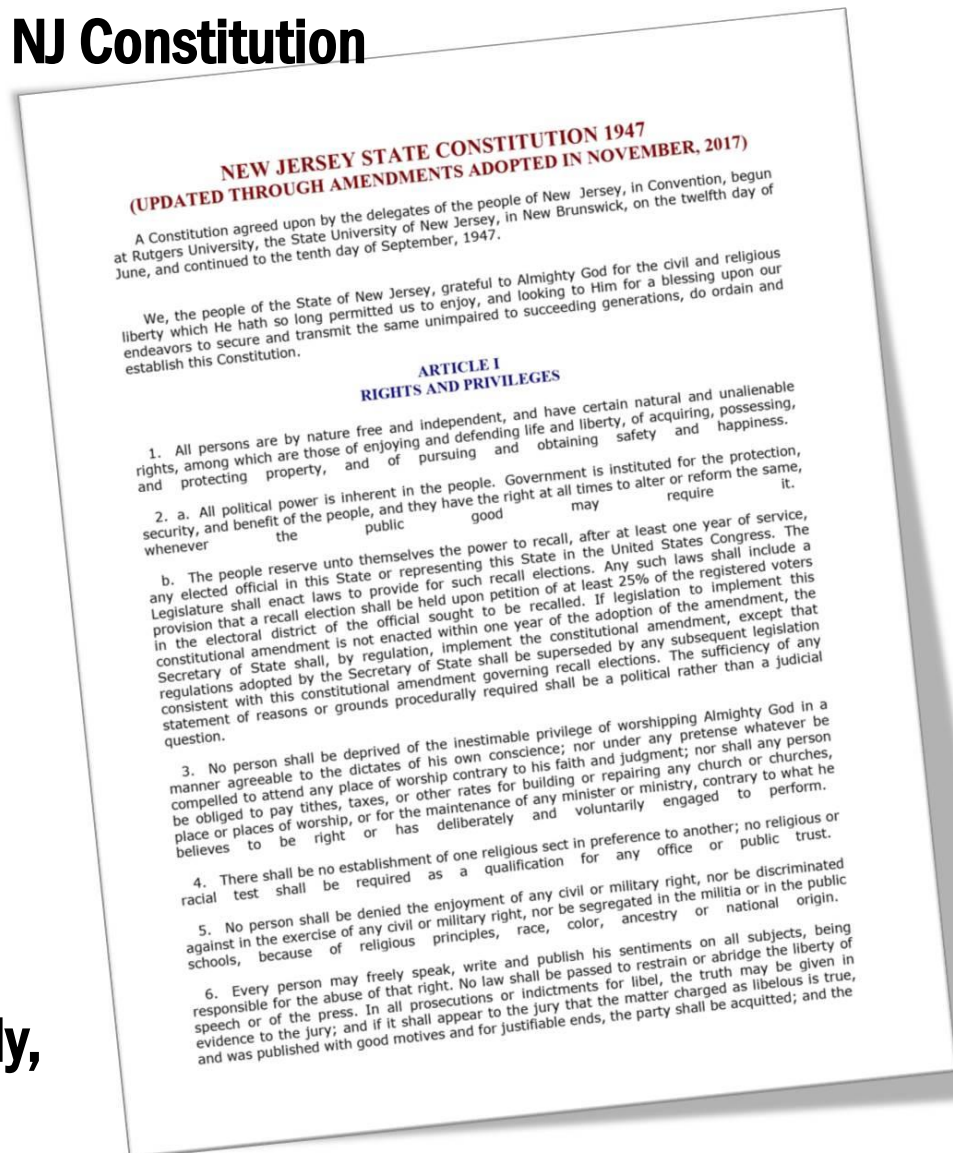 NJ Constitution
NEW JERSEY STATE CONSTITUTION 1947
(UPDATED THROUGH AMENDMENTS ADOPTED IN NOVEMBER, 2017)
A Constitution agreed upon by the delegates of the people of New Jersey, in Convention, begun
at Rutgers University, the State University of New Jersey, in New Brunswick, on the twelfth day of
June, and continued to the tenth day of September, 1947.
We, the people of the State of New Jersey, grateful to Almighty God for the civil and religious
liberty which He hath so long permitted us to enjoy, and looking to Him for a blessing upon our
endeavors to secure and transmit the same unimpaired to succeeding generations, do ordain and
establish this Constitution.
ARTICLE I
RIGHTS AND PRIVILEGES
1. All persons are by nature free and independent, and have certain natural and unalienable
rights, among which are those of enjoying and defending life and liberty, of acquiring, possessing,
and protecting property, and of pursuing and obtaining safety and happiness.
2. a. All political power is inherent in the people. Government is instituted for the protection,
security, and benefit of the people, and they have the right at all times to alter or reform the same,
whenever the public good may require it.
b. The people reserve unto themselves the power to recall, after at least one year of service,
any elected official in this State or representing this State in the United States Congress. The
Legislature shall enact laws to provide for such recall elections. Any such laws shall include a
provision that a recall election shall be held upon petition of at least 25% of the registered voters
in the electoral district of the official sought to be recalled. If legislation to implement this
constitutional amendment is not enacted within one year of the adoption of the amendment, the
Secretary of State shall, by regulation, implement the constitutional amendment, except that
regulations adopted by the Secretary of State shall be superseded by any subsequent legislation
consistent with this constitutional amendment governing recall elections. The sufficiency of any
statement of reasons or grounds procedurally required shall be a political rather than a judicial
question.
3. No person shall be deprived of the inestimable privilege of worshipping Almighty God in a
manner agreeable to the dictates of his own conscience; nor under any pretense whatever be
compelled to attend any place of worship contrary to his faith and judgment; nor shall any person
be obliged to pay tithes, taxes, or other rates for building or repairing any church or churches,
place or places of worship, or for the maintenance of any minister or ministry, contrary to what he
believes to be right or has deliberately and voluntarily engaged to perform.
4. There shall be no establishment of one religious sect in preference to another; no religious or
racial test shall be required as a qualification for any office or public trust.
5. No person shall be denied the enjoyment of any civil or military right, nor be discriminated
against in the exercise of any civil or military right, nor be segregated in the militia or in the public
schools, because of religious principles, race, color, ancestry or national origin.
6. Every person may freely speak, write and publish his sentiments on all subjects, being
responsible for the abuse of that right. No law shall be passed to restrain or abridge the liberty of
speech or of the press. In all prosecutions or indictments for libel, the truth may be given in
evidence to the jury; and if it shall appear to the jury that the matter charged as libelous is true,
and was published with good motives and for justifiable ends, the party shall be acquitted; and the